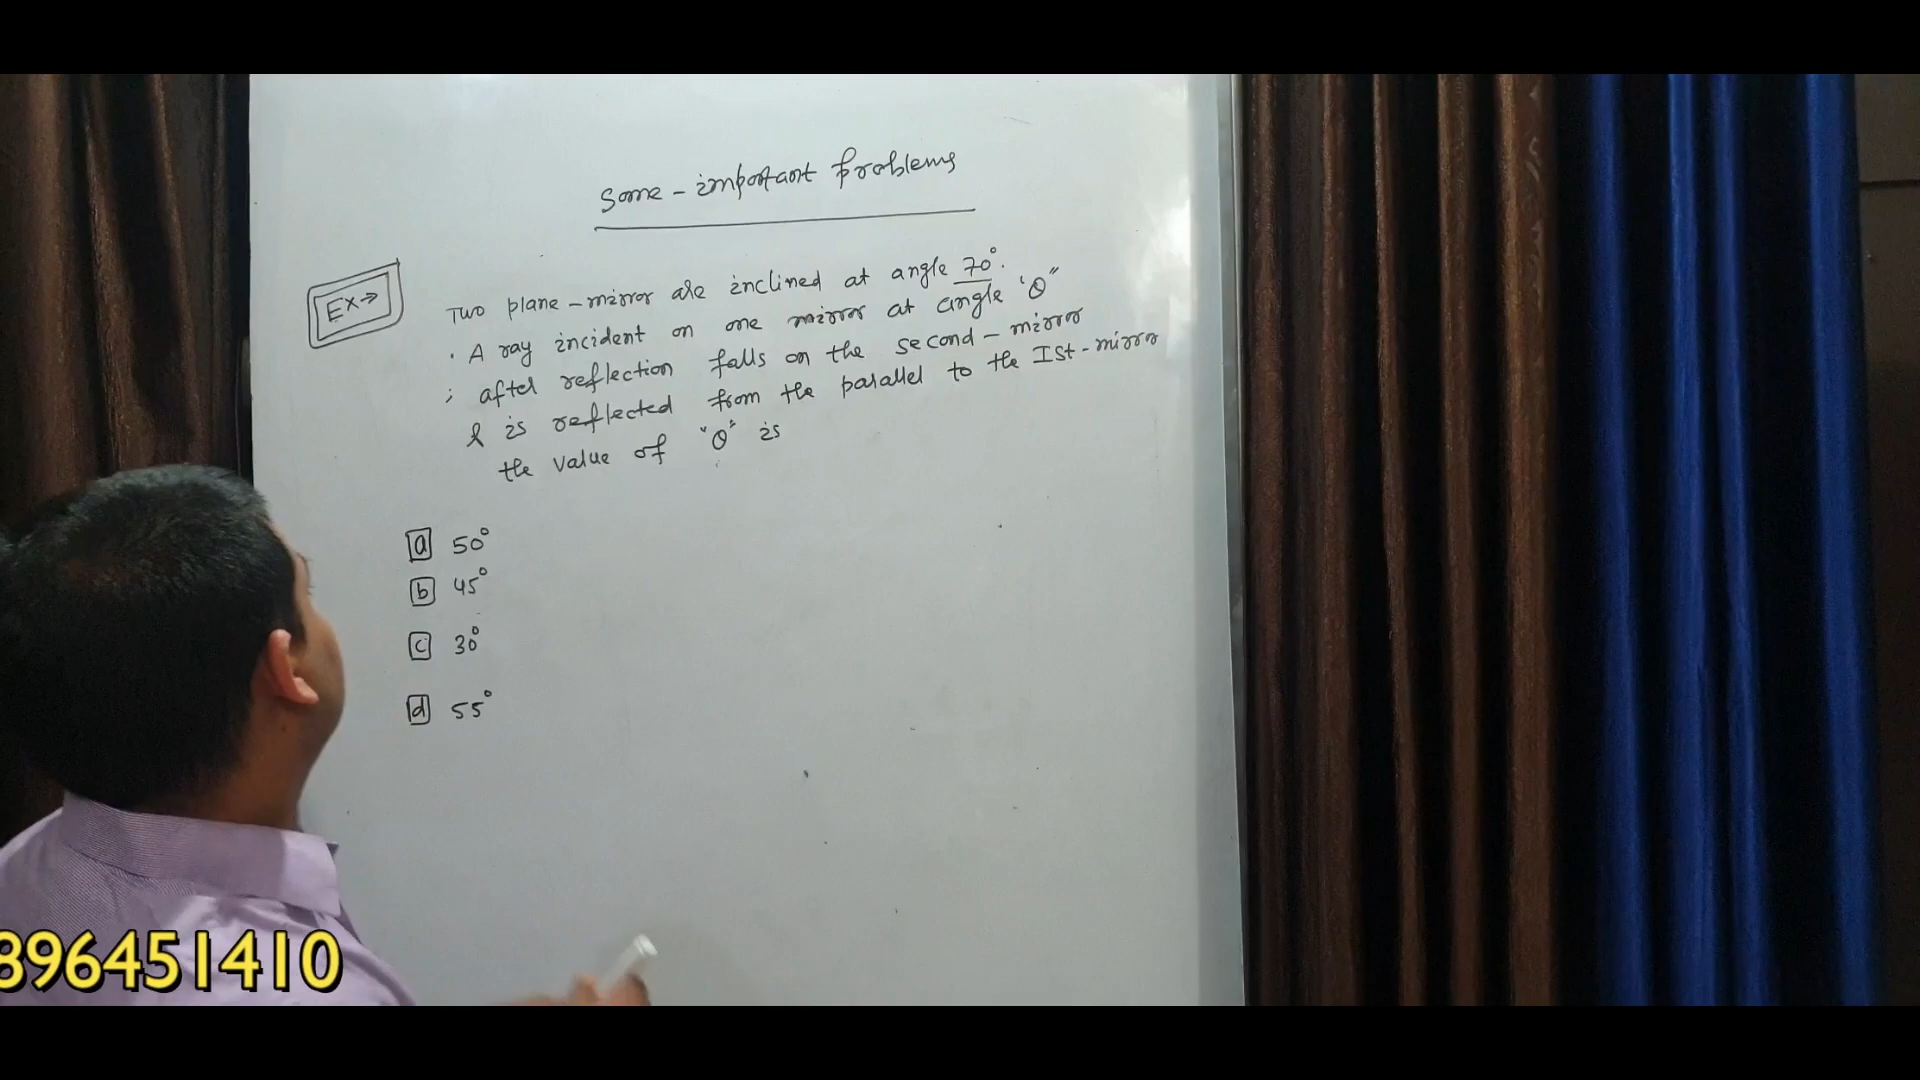 Some - important problems
Ex→
Two plane-mirror are inclined at angle 70°.
. A ray incident on one mirror at angle 'θ"
; after reflection falls on the second - mirror
& is reflected from the parallel to the Ist-mirror
the value of "θ" is
a 50°
b 45°
c 30°
d 55°
896451410